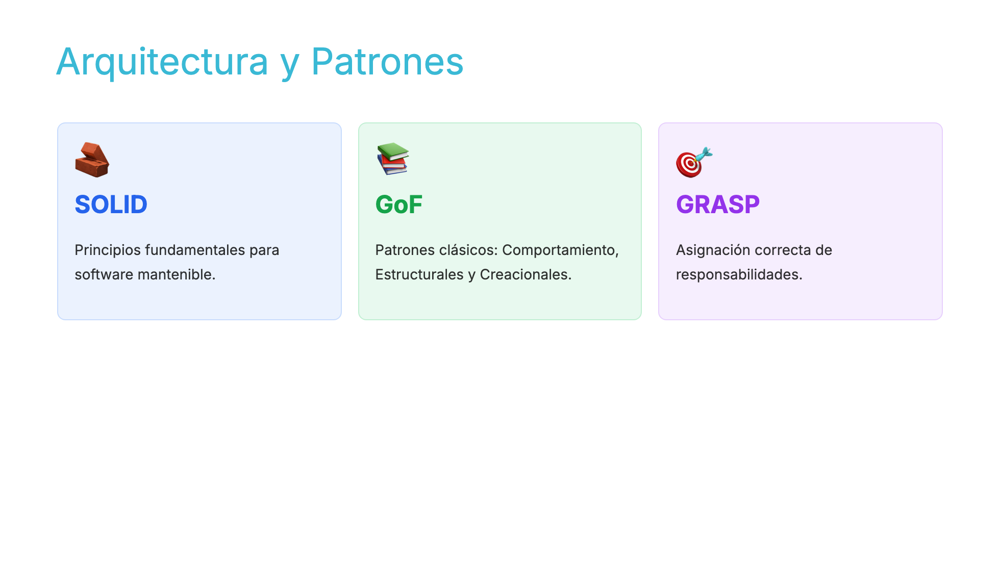 Arquitectura y Patrones
SOLID
Principios fundamentales para
software mantenible.
GoF
Patrones clásicos: Comportamiento,
Estructurales y Creacionales.
GRASP
Asignación correcta de
responsabilidades.